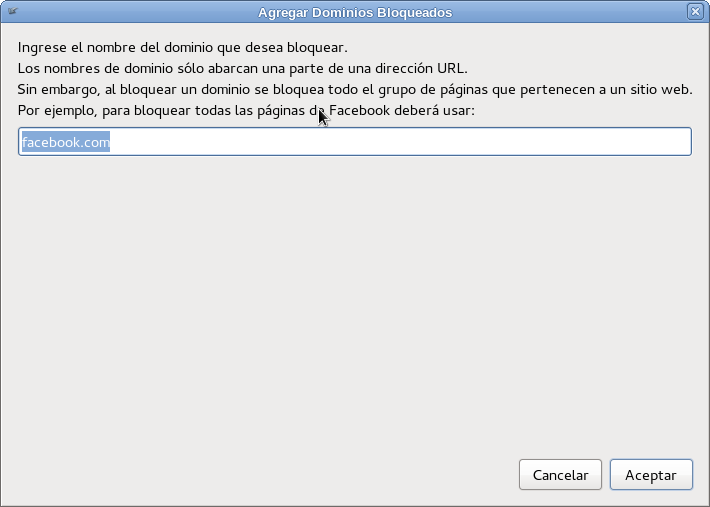 Agregar Dominios Bloqueados
Ingrese el nombre del dominio que desea bloquear.
Los nombres de dominio sólo abarcan una parte de una dirección URL.
Sin embargo, al bloquear un dominio se bloquea todo el grupo de páginas que pertenecen a un sitio web.
Por ejemplo, para bloquear todas las páginas de Facebook deberá usar:
facebook.com
Cancelar Aceptar